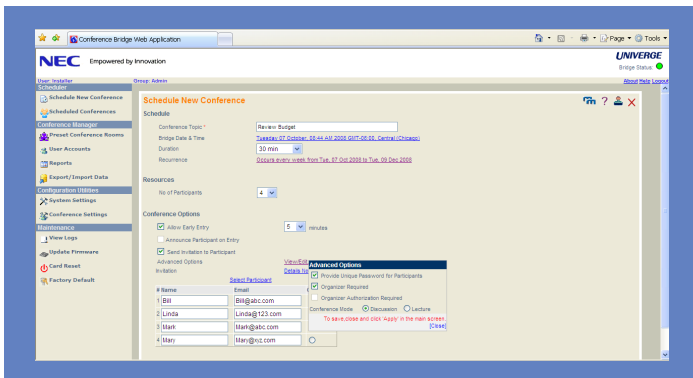 Conference Bridge Web Application
Page Tools
NEC Empowered by Innovation
UNIVERGE
Bridge Status:
User: Installer Group: Admin About Help Logout
Scheduler
Schedule New Conference
Scheduled Conferences
Conference Manager
Preset Conference Rooms
User Accounts
Reports
Export/Import Data
Configuration Utilities
System Settings
Conference Settings
Maintenance
View Logs
Update Firmware
Card Reset
Factory Default
Schedule New Conference
?
Schedule
Conference Topic * Review Budget
Bridge Date & Time Tuesday 07 October, 08:44 AM 2008 GMT-06:00, Central (Chicago)
Duration 30 min
Recurrence Occurs every week from Tue, 07 Oct 2008 to Tue, 09 Dec 2008
Resources
No of Participants 4
Conference Options
Allow Early Entry 5 minutes
Announce Participant on Entry
Send Invitation to Participant
Advanced Options View/Edit
Invitation Details No
Select Participant
# Name Email
1 Bill Bill@abc.com
2 Linda Linda@123.com
3 Mark Mark@abc.com
4 Mary Mary@xyz.com
Advanced Options
Provide Unique Password for Participants
Organizer Required
Organizer Authorization Required
Conference Mode Discussion Lecture
To save,close and click 'Apply' in the main screen.
[Close]